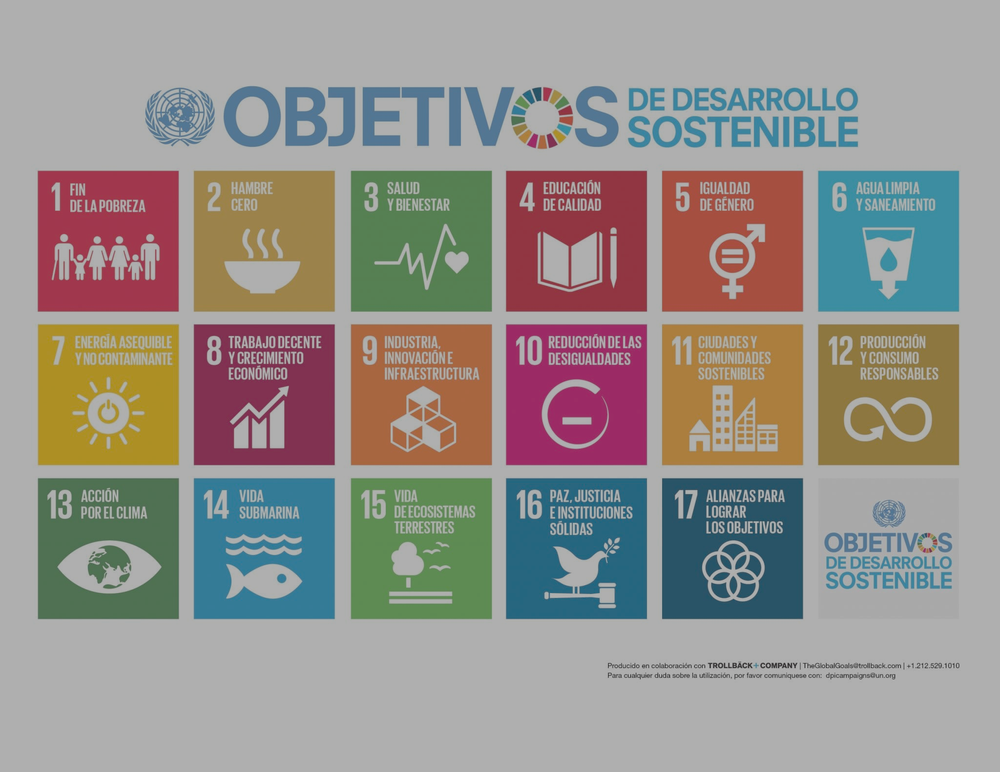 OBJETIVOS DE DESARROLLO
SOSTENIBLE
1 FIN
DE LA POBREZA
2 HAMBRE
CERO
3 SALUD
Y BIENESTAR
4 EDUCACIÓN
DE CALIDAD
5 IGUALDAD
DE GÉNERO
6 AGUA LIMPIA
Y SANEAMIENTO
7 ENERGÍA ASEQUIBLE
Y NO CONTAMINANTE
8 TRABAJO DECENTE
Y CRECIMIENTO
ECONÓMICO
9 INDUSTRIA,
INNOVACIÓN E
INFRAESTRUCTURA
10 REDUCCIÓN DE LAS
DESIGUALDADES
11 CIUDADES Y
COMUNIDADES
SOSTENIBLES
12 PRODUCCIÓN
Y CONSUMO
RESPONSABLES
13 ACCIÓN
POR EL CLIMA
14 VIDA
SUBMARINA
15 VIDA
DE ECOSISTEMAS
TERRESTRES
16 PAZ, JUSTICIA
E INSTITUCIONES
SÓLIDAS
17 ALIANZAS PARA
LOGRAR
LOS OBJETIVOS
OBJETIVOS
DE DESARROLLO
SOSTENIBLE
Producido en colaboración con TROLLBÄCK+COMPANY | TheGlobalGoals@trollback.com | +1.212.529.1010
Para cualquier duda sobre la utilización, por favor comuniquese con: dpicampaigns@un.org